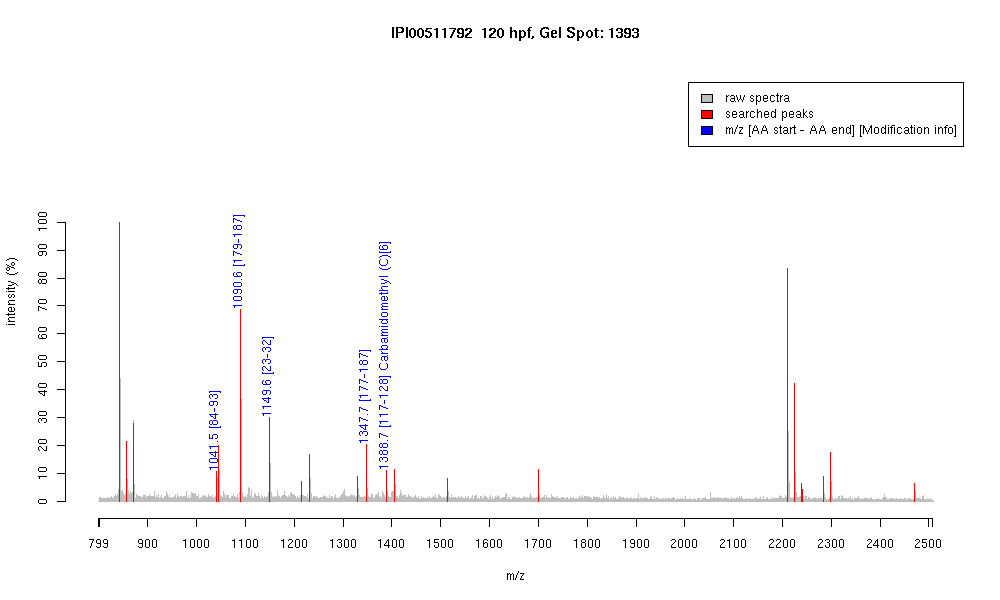 IPI00511792 120 hpf, Gel Spot: 1393
raw spectra
searched peaks
m/z [AA start - AA end] [Modification info]
intensity (%)
100
90
80
70
60
50
40
30
20
10
0
1041.5 [84-93]
1090.6 [179-187]
1149.6 [23-32]
1347.7 [177-187]
1388.7 [117-128] Carbamidomethyl (C)[6]
799 900 1000 1100 1200 1300 1400 1500 1600 1700 1800 1900 2000 2100 2200 2300 2400 2500
m/z